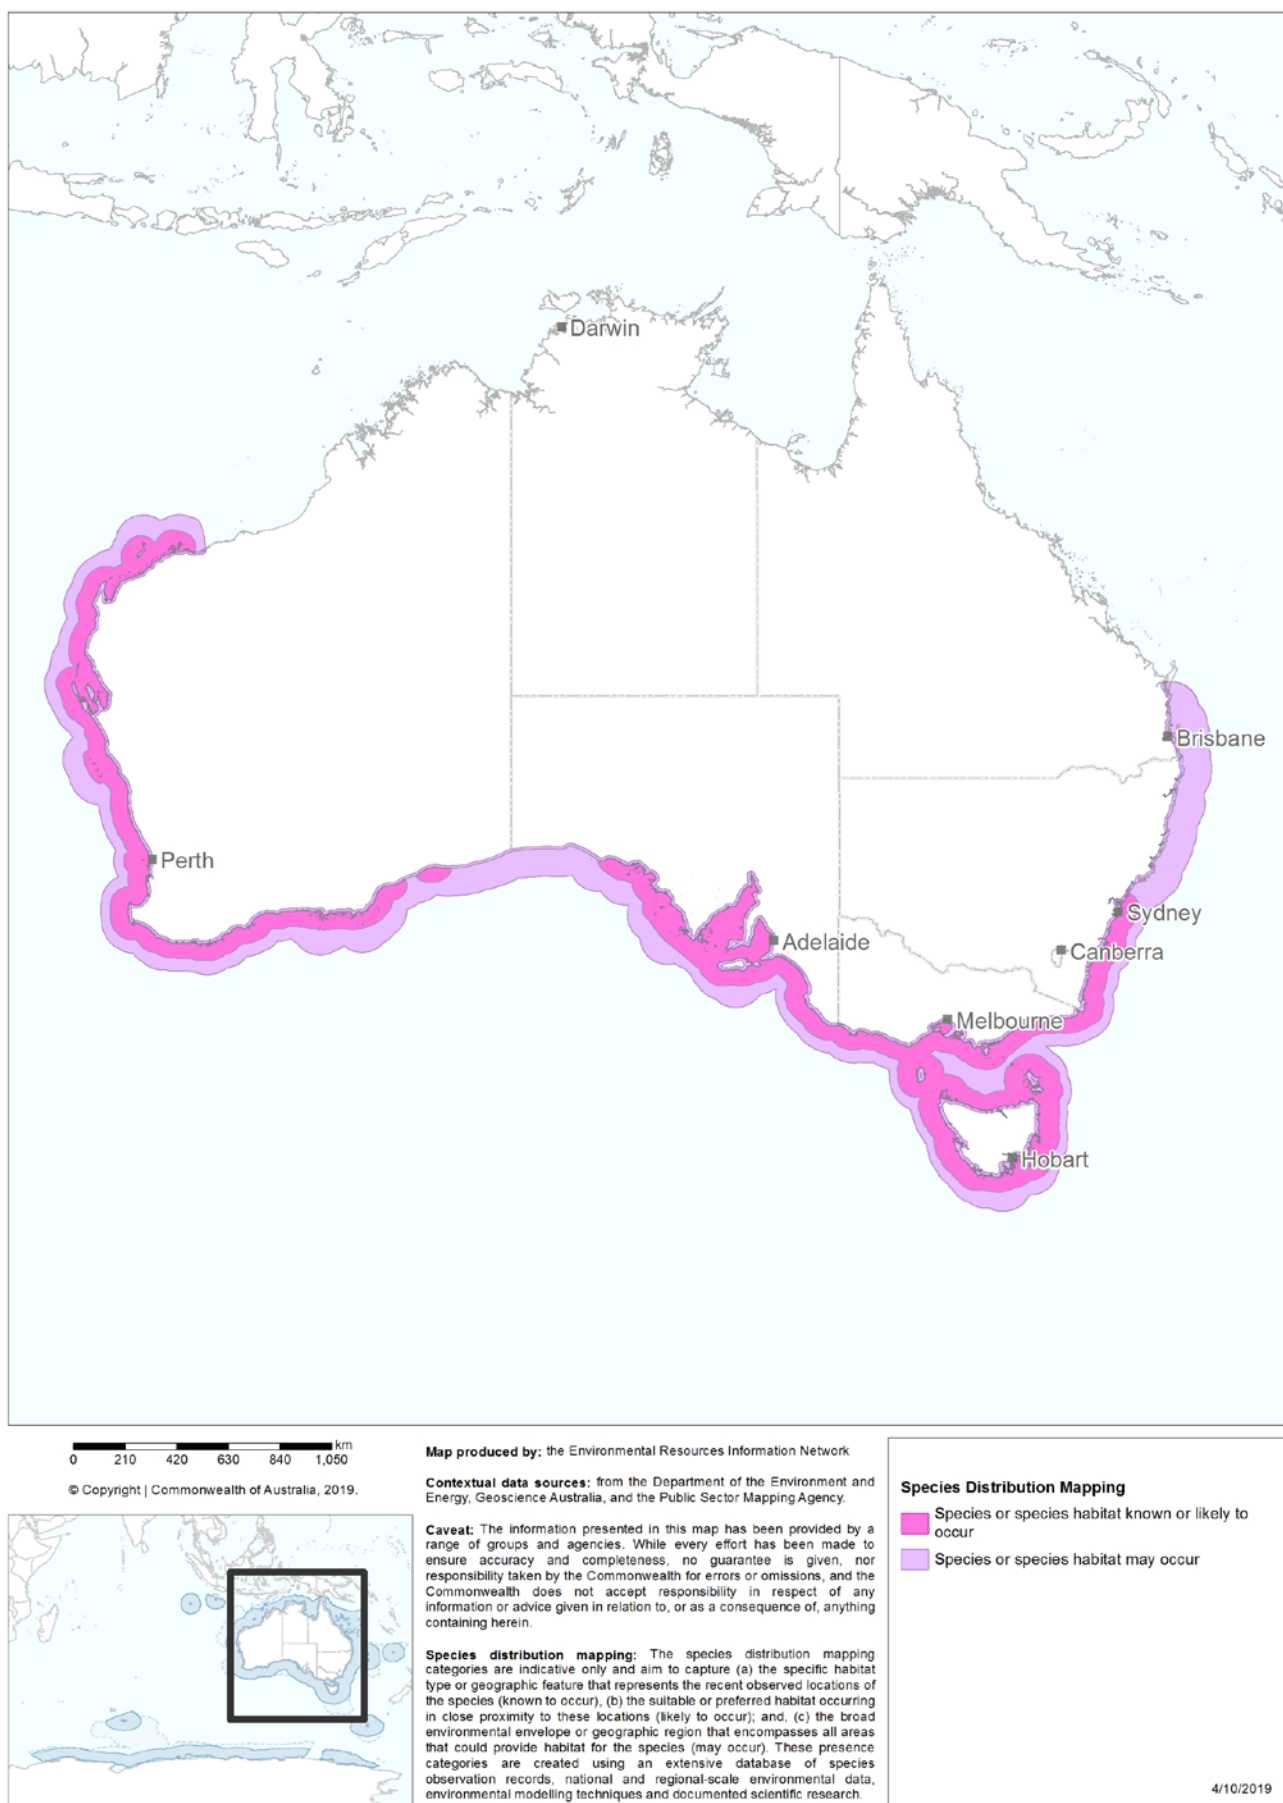 Ro
Darwin
Brisbane
Perth
Sydney
Adelaide
Canberra
Melbourne
Hobart
km
0 210 420 630 840 1,050
© Copyright | Commonwealth of Australia, 2019.
Map produced by: the Environmental Resources Information Network
Contextual data sources: from the Department of the Environment and
Energy, Geoscience Australia, and the Public Sector Mapping Agency.
Caveat: The information presented in this map has been provided by a
range of groups and agencies. While every effort has been made to
ensure accuracy and completeness, no guarantee is given, nor
responsibility taken by the Commonwealth for errors or omissions, and the
Commonwealth does not accept responsibility in respect of any
information or advice given in relation to, or as a consequence of, anything
containing herein.
Species distribution mapping: The species distribution mapping
categories are indicative only and aim to capture (a) the specific habitat
type or geographic feature that represents the recent observed locations of
the species (known to occur), (b) the suitable or preferred habitat occurring
in close proximity to these locations (likely to occur); and, (c) the broad
environmental envelope or geographic region that encompasses all areas
that could provide habitat for the species (may occur). These presence
categories are created using an extensive database of species
observation records, national and regional-scale environmental data,
environmental modelling techniques and documented scientific research.
Species Distribution Mapping
Species or species habitat known or likely to
occur
Species or species habitat may occur
4/10/2019